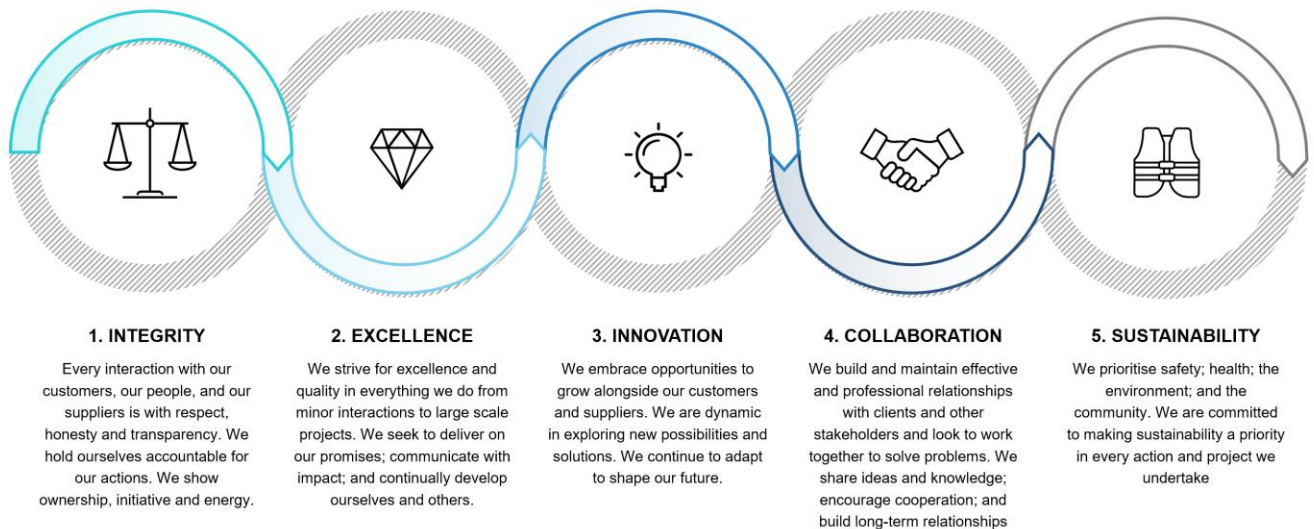 1. INTEGRITY
Every interaction with our
customers, our people, and our
suppliers is with respect,
honesty and transparency. We
hold ourselves accountable for
our actions. We show
ownership, initiative and energy.
2. EXCELLENCE
We strive for excellence and
quality in everything we do from
minor interactions to large scale
projects. We seek to deliver on
our promises; communicate with
impact; and continually develop
ourselves and others.
3. INNOVATION
We embrace opportunities to
grow alongside our customers
and suppliers. We are dynamic
in exploring new possibilities and
solutions. We continue to adapt
to shape our future.
4. COLLABORATION
We build and maintain effective
and professional relationships
with clients and other
stakeholders and look to work
together to solve problems. We
share ideas and knowledge;
encourage cooperation; and
build long-term relationships
5. SUSTAINABILITY
We prioritise safety; health; the
environment; and the
community. We are committed
to making sustainability a priority
in every action and project we
undertake